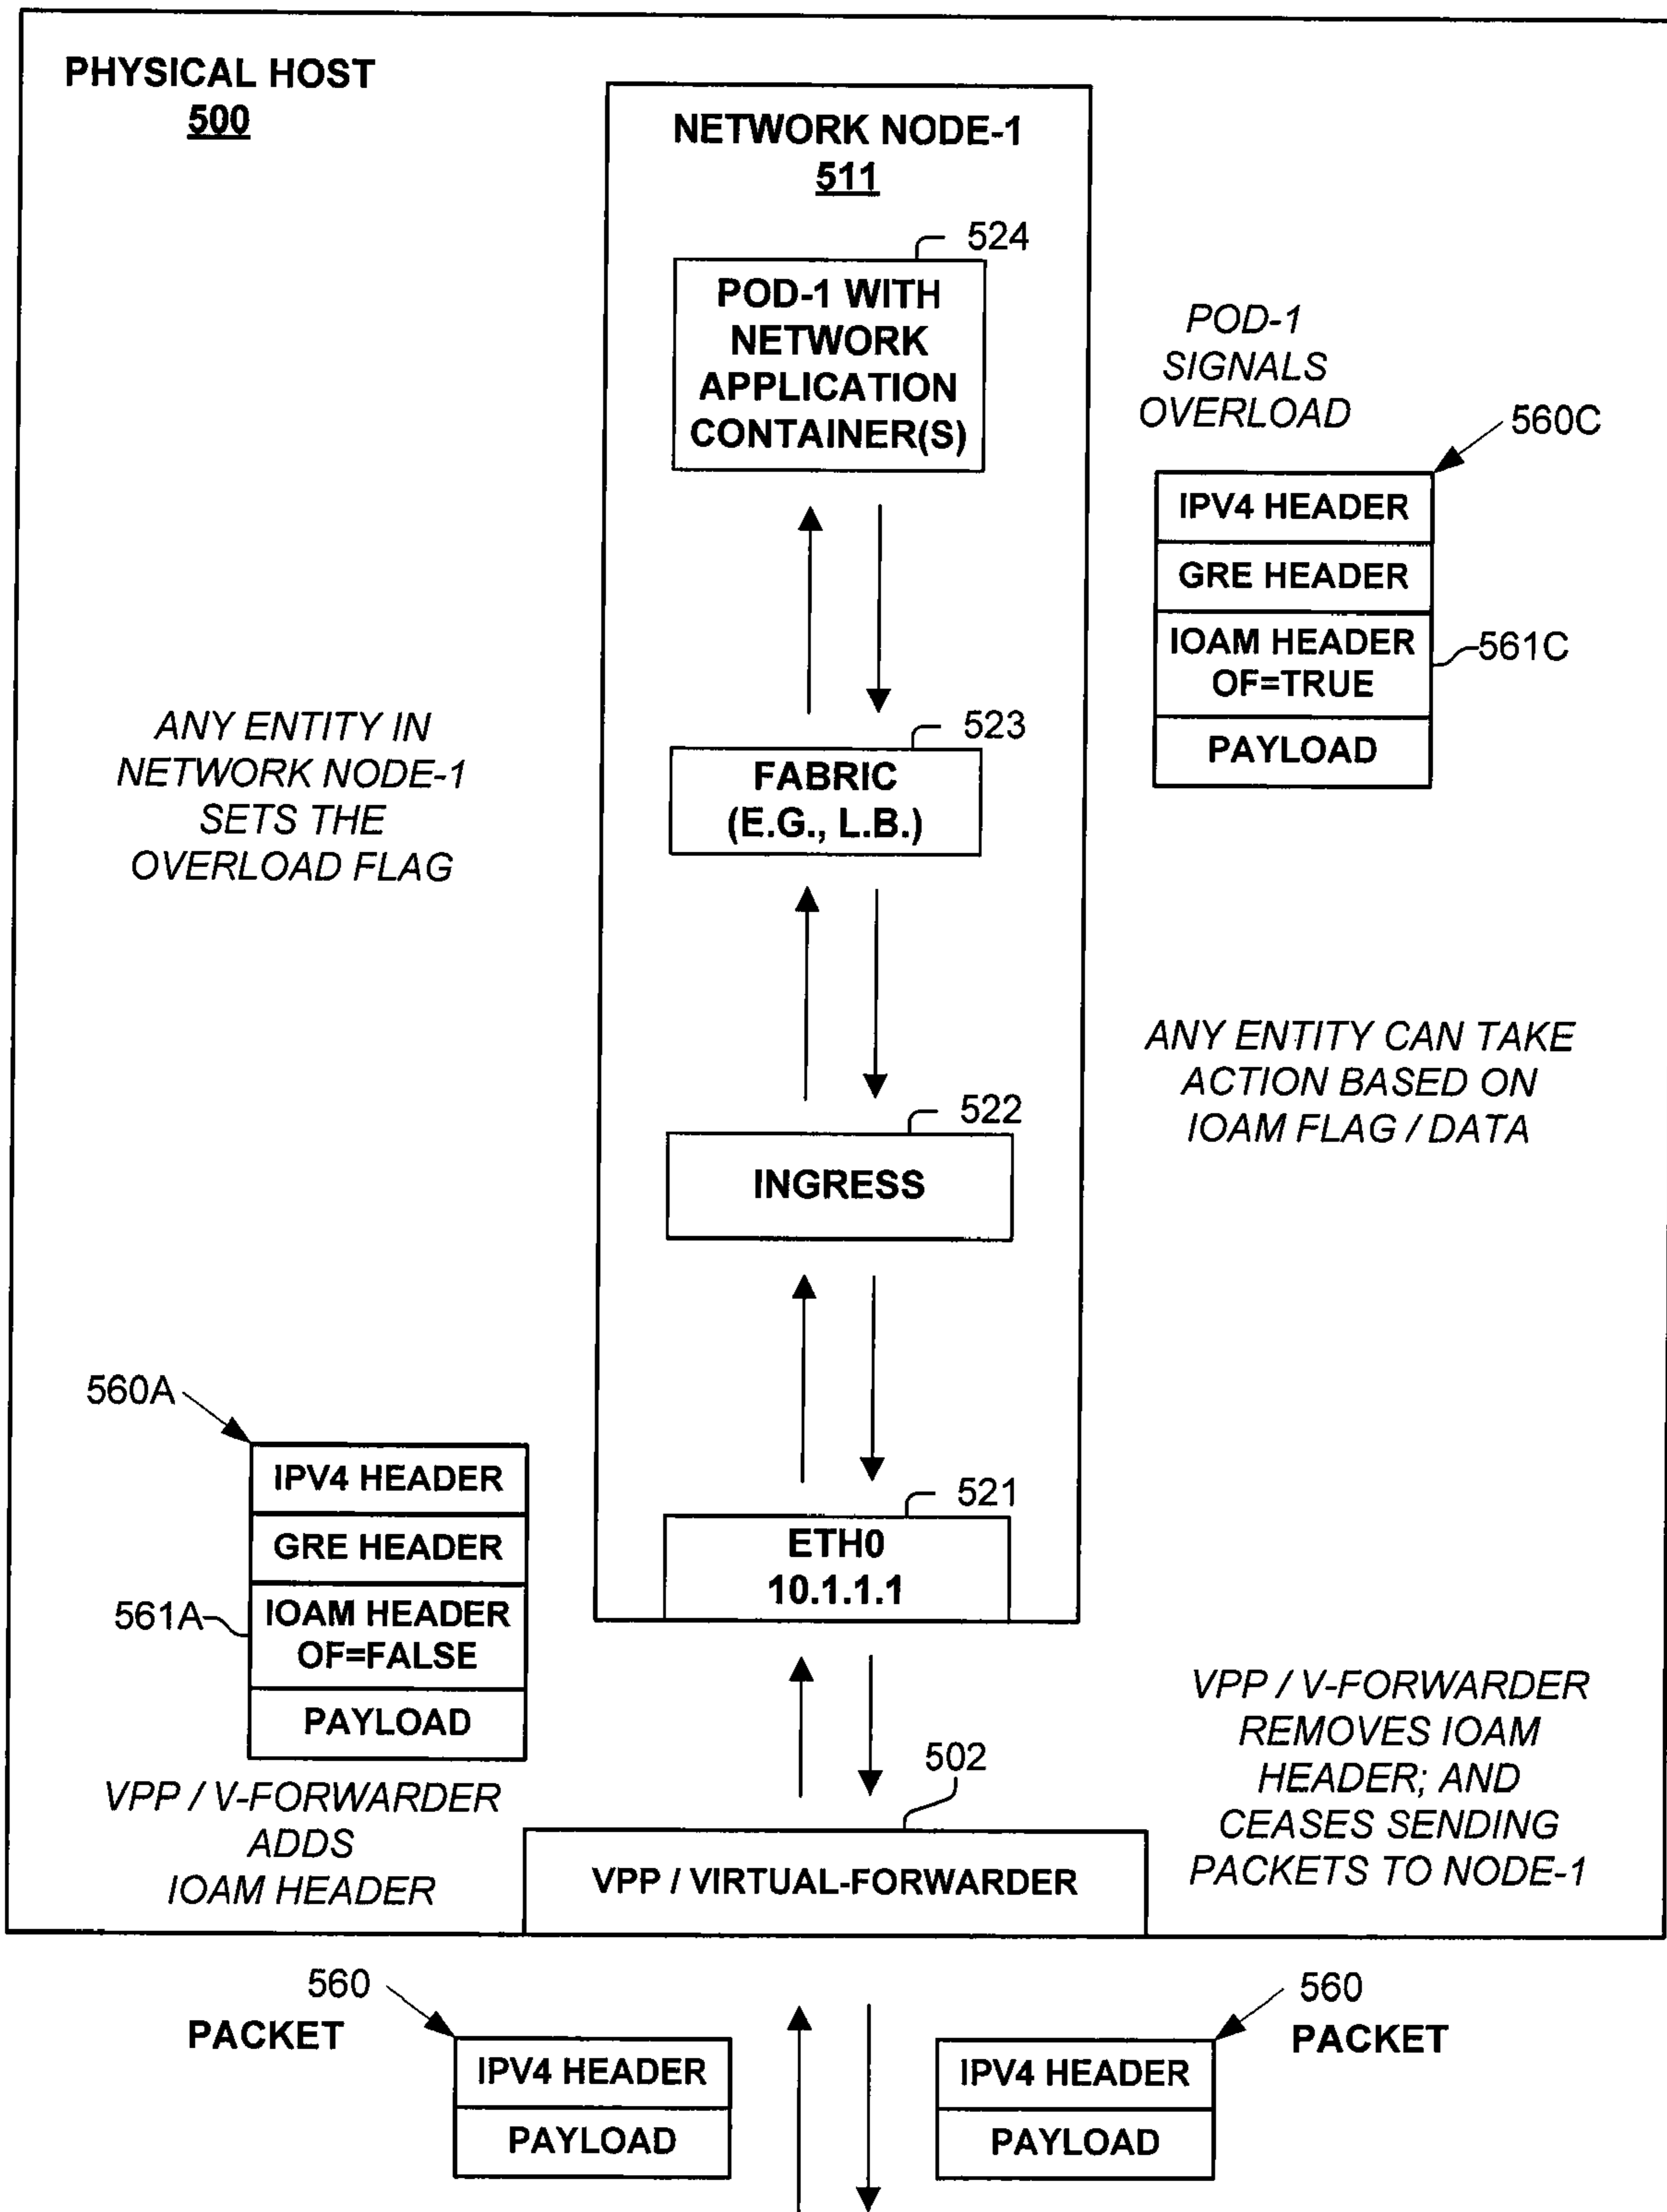 PHYSICAL HOST
500
NETWORK NODE-1
511
524
POD-1 WITH
NETWORK
APPLICATION
CONTAINER(S)
POD-1
SIGNALS
OVERLOAD
560C
IPV4 HEADER
GRE HEADER
IOAM HEADER
OF=TRUE
561C
PAYLOAD
ANY ENTITY IN
NETWORK NODE-1
SETS THE
OVERLOAD FLAG
523
FABRIC
(E.G., L.B.)
ANY ENTITY CAN TAKE
ACTION BASED ON
IOAM FLAG / DATA
522
INGRESS
560A
IPV4 HEADER
GRE HEADER
561A
IOAM HEADER
OF=FALSE
PAYLOAD
521
ETH0
10.1.1.1
VPP / V-FORWARDER
ADDS
IOAM HEADER
502
VPP / VIRTUAL-FORWARDER
VPP / V-FORWARDER
REMOVES IOAM
HEADER; AND
CEASES SENDING
PACKETS TO NODE-1
560
PACKET
IPV4 HEADER
PAYLOAD
560
PACKET
IPV4 HEADER
PAYLOAD